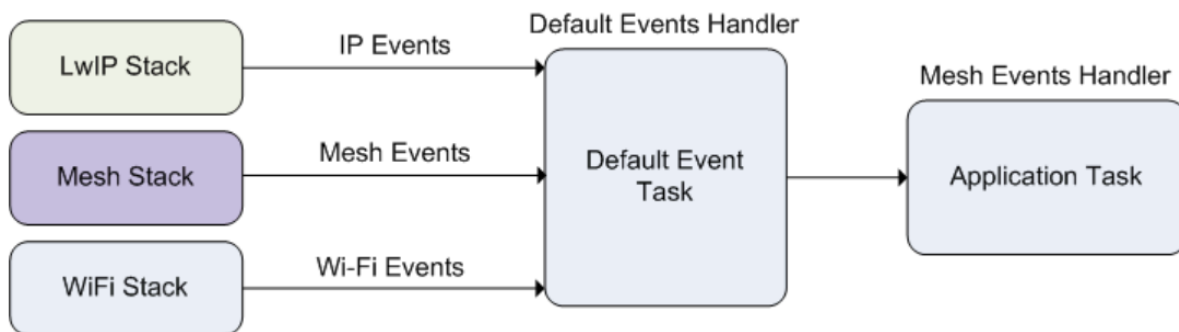 Default Events Handler
LwIP Stack
IP Events
Mesh Events Handler
Mesh Stack
Mesh Events
Default Event
Task
Application Task
WiFi Stack
Wi-Fi Events